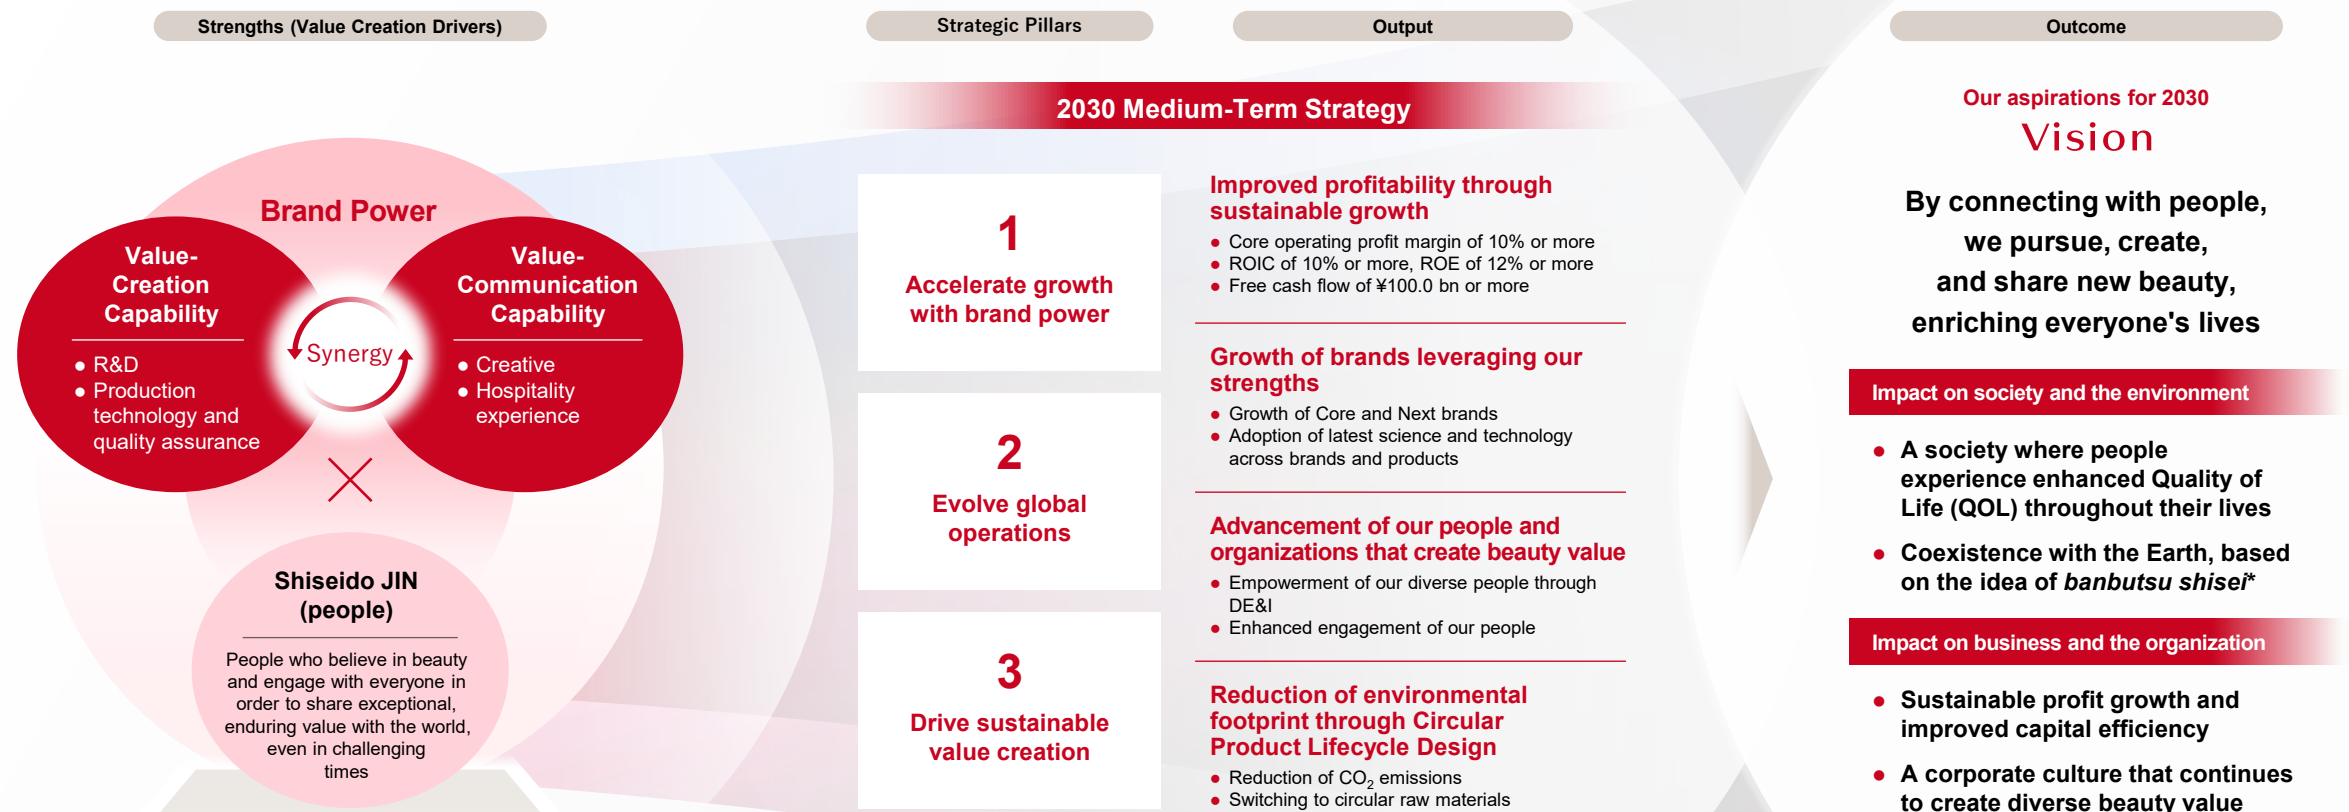 Strengths (Value Creation Drivers)
Strategic Pillars
Output
Outcome
Brand Power
Value-
Creation
Capability
● R&D
● Production
technology and
quality assurance
Synergy
Value-
Communication
Capability
● Creative
● Hospitality
experience
×
Shiseido JIN
(people)
People who believe in beauty
and engage with everyone in
order to share exceptional,
enduring value with the world,
even in challenging
times
2030 Medium-Term Strategy
1
Accelerate growth
with brand power
2
Evolve global
operations
3
Drive sustainable
value creation
Improved profitability through
sustainable growth
● Core operating profit margin of 10% or more
● ROIC of 10% or more, ROE of 12% or more
● Free cash flow of ¥100.0 bn or more
Growth of brands leveraging our
strengths
● Growth of Core and Next brands
● Adoption of latest science and technology
across brands and products
Advancement of our people and
organizations that create beauty value
● Empowerment of our diverse people through
DE&I
● Enhanced engagement of our people
Reduction of environmental
footprint through Circular
Product Lifecycle Design
● Reduction of CO₂ emissions
● Switching to circular raw materials
Our aspirations for 2030
Vision
By connecting with people,
we pursue, create,
and share new beauty,
enriching everyone's lives
Impact on society and the environment
● A society where people
experience enhanced Quality of
Life (QOL) throughout their lives
● Coexistence with the Earth, based
on the idea of banbutsu shisei*
Impact on business and the organization
● Sustainable profit growth and
improved capital efficiency
● A corporate culture that continues
to create diverse beauty value